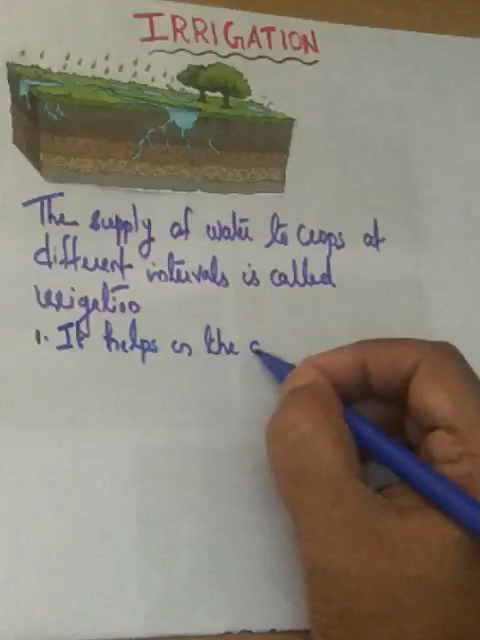 IRRIGATION
The supply of water to crops at
different intervals is called
irrigation
1. It helps in the